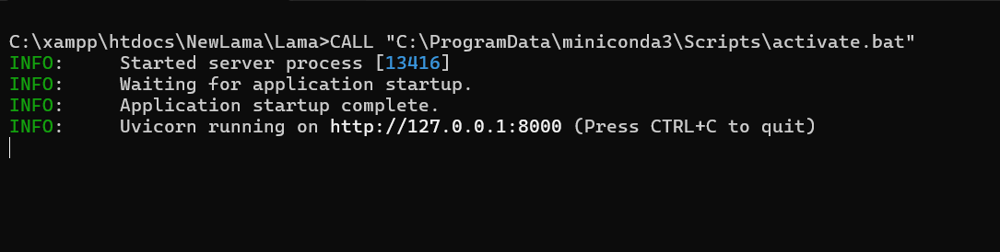 C:\xampp\htdocs\NewLama\Lama>CALL "C:\ProgramData\miniconda3\Scripts\activate.bat"
INFO:     Started server process [13416]
INFO:     Waiting for application startup.
INFO:     Application startup complete.
INFO:     Uvicorn running on http://127.0.0.1:8000 (Press CTRL+C to quit)